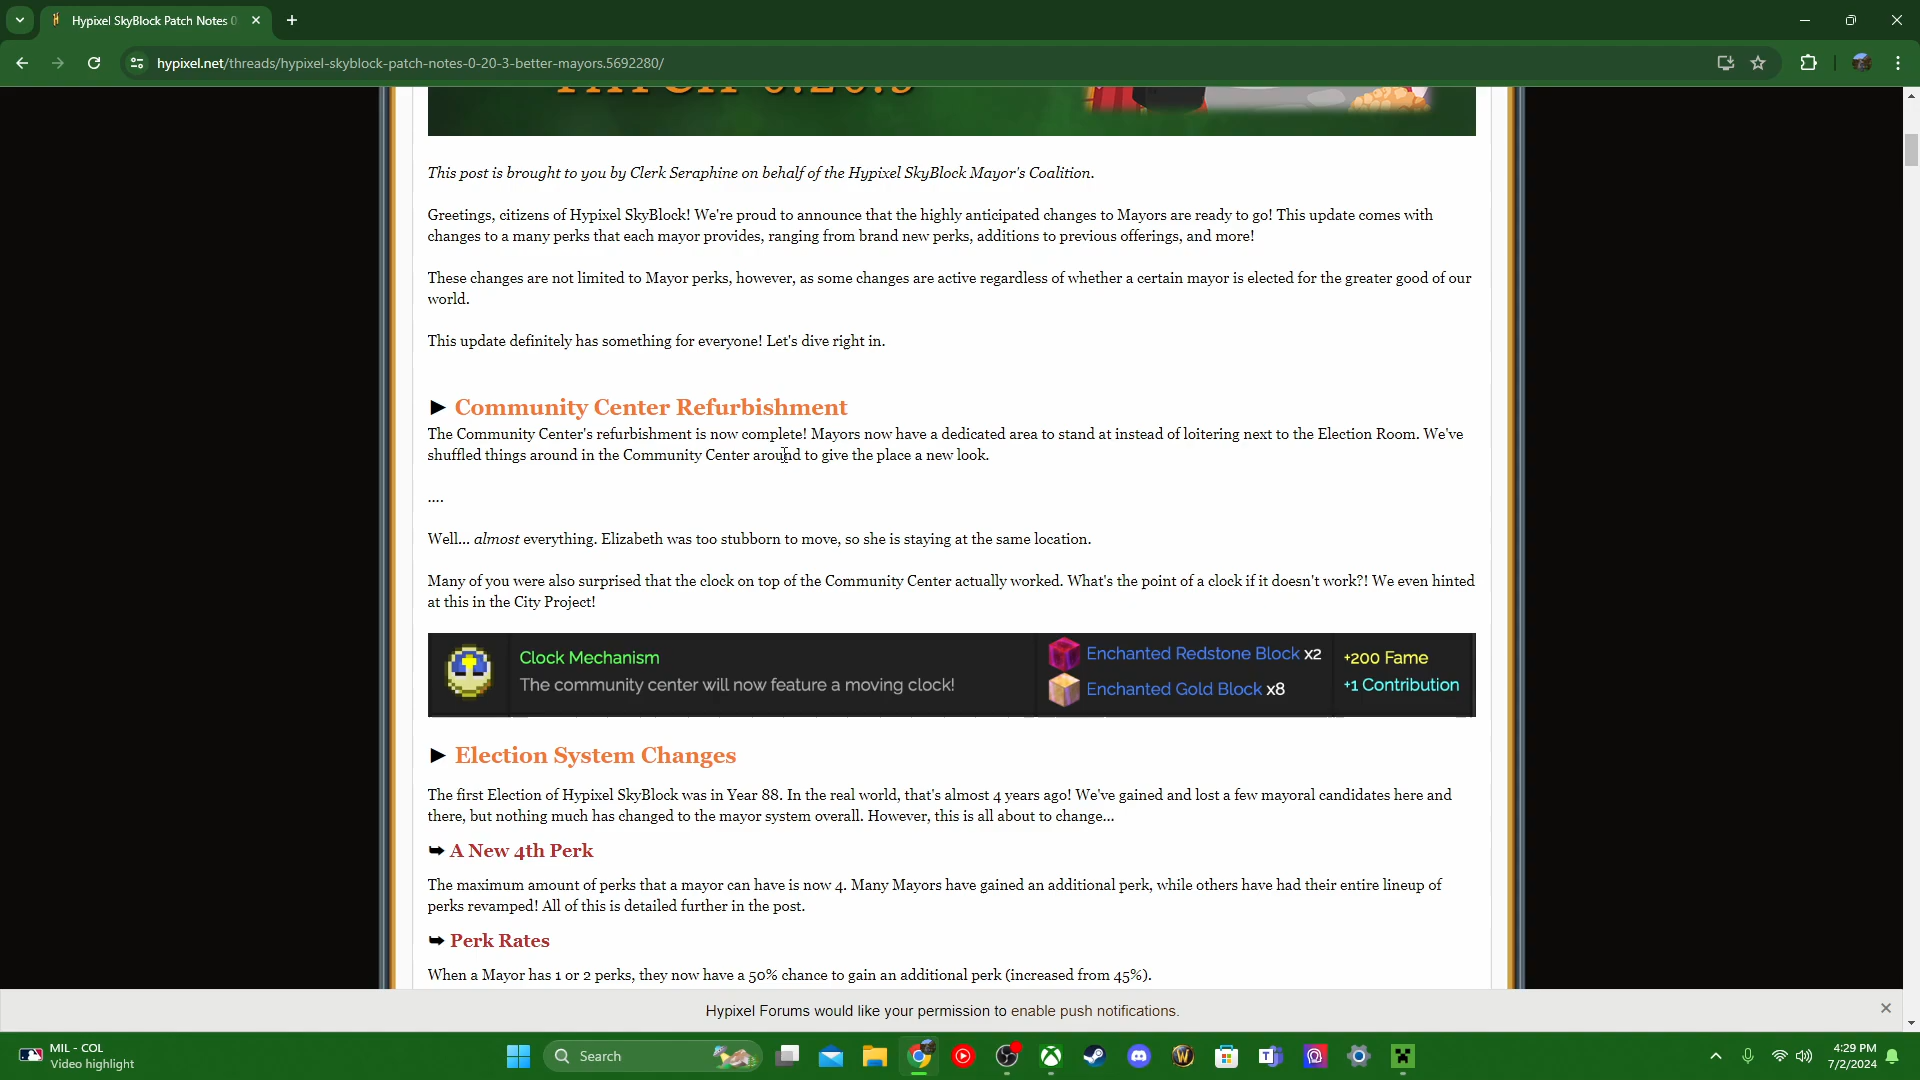 Hypixel SkyBlock Patch Notes 0
hypixel.net/threads/hypixel-skyblock-patch-notes-0-20-3-better-mayors.5692280/
PATCH 0.20.3
This post is brought to you by Clerk Seraphine on behalf of the Hypixel SkyBlock Mayor's Coalition.
Greetings, citizens of Hypixel SkyBlock! We're proud to announce that the highly anticipated changes to Mayors are ready to go! This update comes with
changes to a many perks that each mayor provides, ranging from brand new perks, additions to previous offerings, and more!
These changes are not limited to Mayor perks, however, as some changes are active regardless of whether a certain mayor is elected for the greater good of our
world.
This update definitely has something for everyone! Let's dive right in.
► Community Center Refurbishment
The Community Center's refurbishment is now complete! Mayors now have a dedicated area to stand at instead of loitering next to the Election Room. We've
shuffled things around in the Community Center around to give the place a new look.
....
Well... almost everything. Elizabeth was too stubborn to move, so she is staying at the same location.
Many of you were also surprised that the clock on top of the Community Center actually worked. What's the point of a clock if it doesn't work?! We even hinted
at this in the City Project!
Clock Mechanism
The community center will now feature a moving clock!
Enchanted Redstone Block x2
Enchanted Gold Block x8
+200 Fame
+1 Contribution
► Election System Changes
The first Election of Hypixel SkyBlock was in Year 88. In the real world, that's almost 4 years ago! We've gained and lost a few mayoral candidates here and
there, but nothing much has changed to the mayor system overall. However, this is all about to change...
➥ A New 4th Perk
The maximum amount of perks that a mayor can have is now 4. Many Mayors have gained an additional perk, while others have had their entire lineup of
perks revamped! All of this is detailed further in the post.
➥ Perk Rates
When a Mayor has 1 or 2 perks, they now have a 50% chance to gain an additional perk (increased from 45%).
Hypixel Forums would like your permission to enable push notifications.
MIL - COL
Video highlight
Search
4:29 PM
7/2/2024